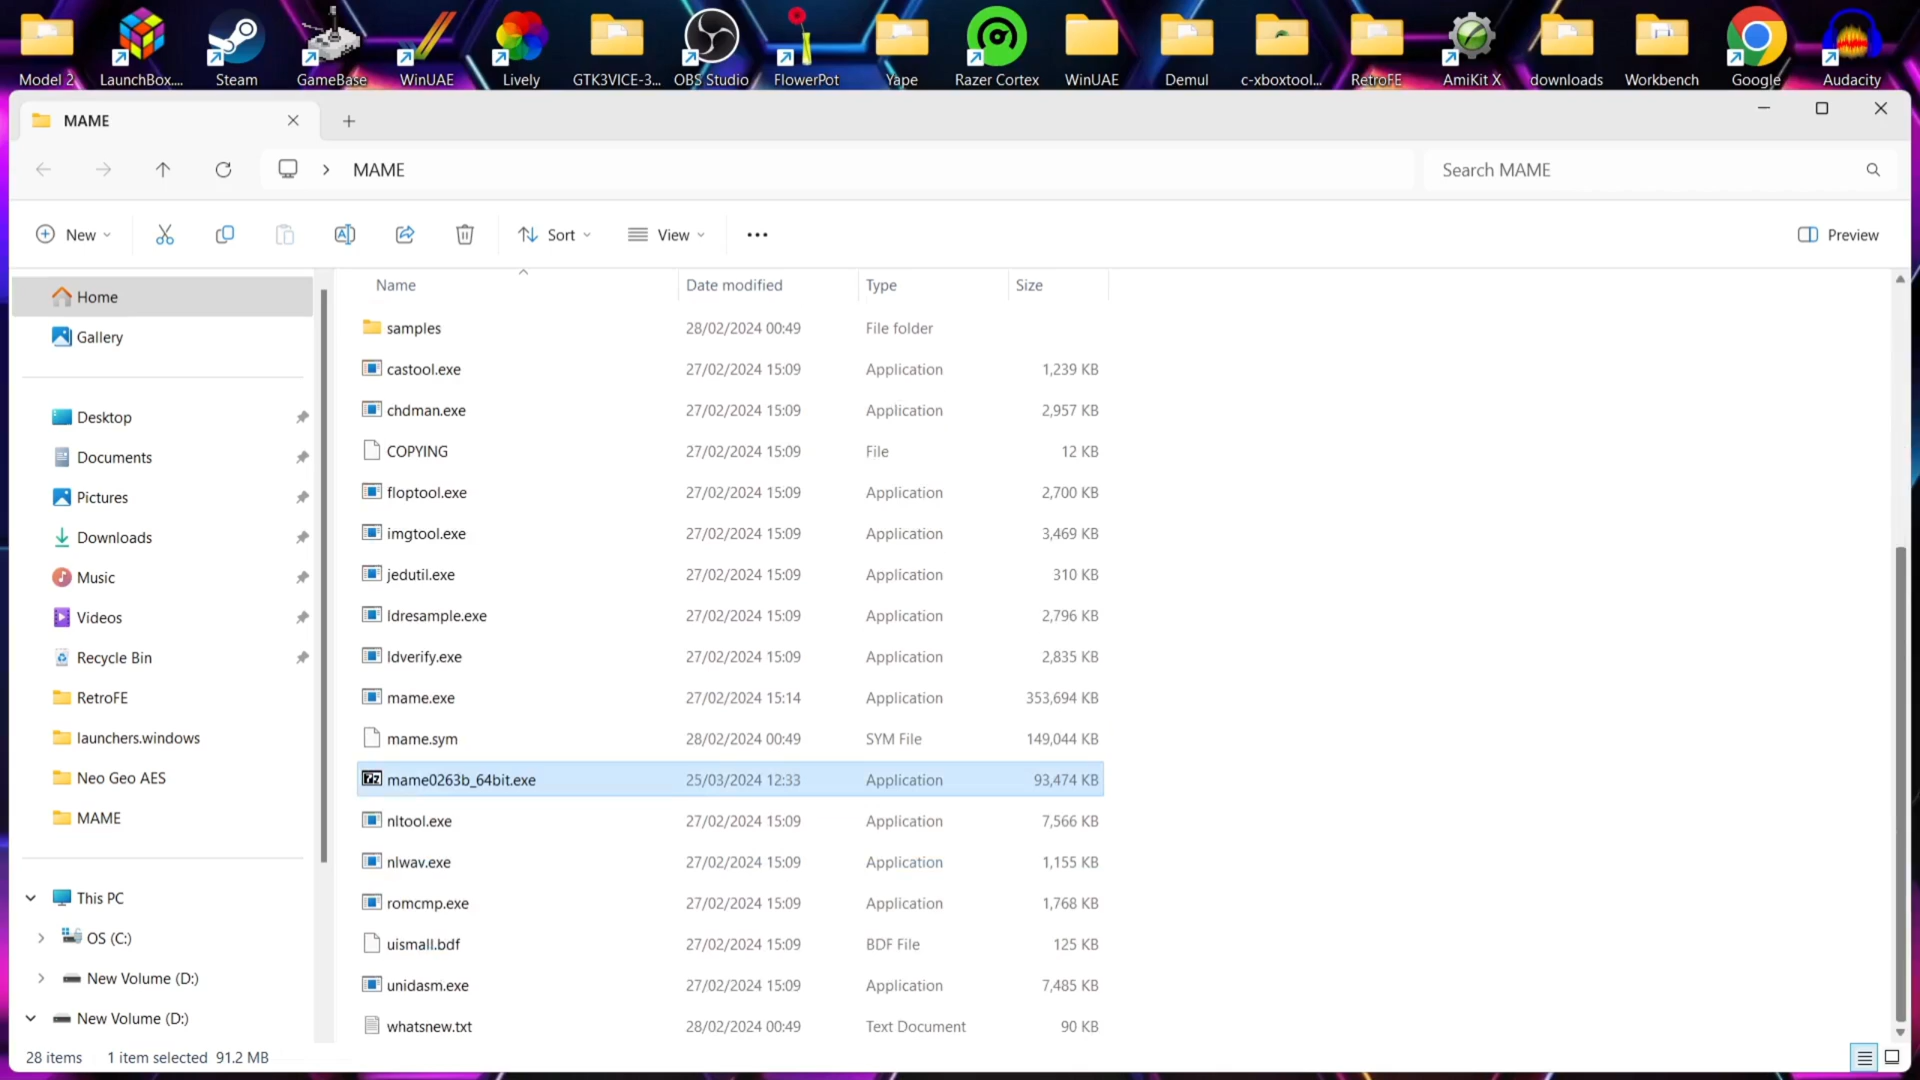 Model 2
LaunchBox....
Steam
GameBase
WinUAE
Lively
GTK3VICE-3...
OBS Studio
FlowerPot
Yape
Razer Cortex
WinUAE
Demul
c-xboxtool...
RetroFE
AmiKit X
downloads
Workbench
Google
Audacity
MAME
MAME
Search MAME
New
Sort
View
Preview
Home
Gallery
Desktop
Documents
Pictures
Downloads
Music
Videos
Recycle Bin
RetroFE
launchers.windows
Neo Geo AES
MAME
This PC
OS (C:)
New Volume (D:)
New Volume (D:)
Name Date modified Type Size
samples 28/02/2024 00:49 File folder
castool.exe 27/02/2024 15:09 Application 1,239 KB
chdman.exe 27/02/2024 15:09 Application 2,957 KB
COPYING 27/02/2024 15:09 File 12 KB
floptool.exe 27/02/2024 15:09 Application 2,700 KB
imgtool.exe 27/02/2024 15:09 Application 3,469 KB
jedutil.exe 27/02/2024 15:09 Application 310 KB
ldresample.exe 27/02/2024 15:09 Application 2,796 KB
ldverify.exe 27/02/2024 15:09 Application 2,835 KB
mame.exe 27/02/2024 15:14 Application 353,694 KB
mame.sym 28/02/2024 00:49 SYM File 149,044 KB
mame0263b_64bit.exe 25/03/2024 12:33 Application 93,474 KB
nltool.exe 27/02/2024 15:09 Application 7,566 KB
nlwav.exe 27/02/2024 15:09 Application 1,155 KB
romcmp.exe 27/02/2024 15:09 Application 1,768 KB
uismall.bdf 27/02/2024 15:09 BDF File 125 KB
unidasm.exe 27/02/2024 15:09 Application 7,485 KB
whatsnew.txt 28/02/2024 00:49 Text Document 90 KB
28 items 1 item selected 91.2 MB